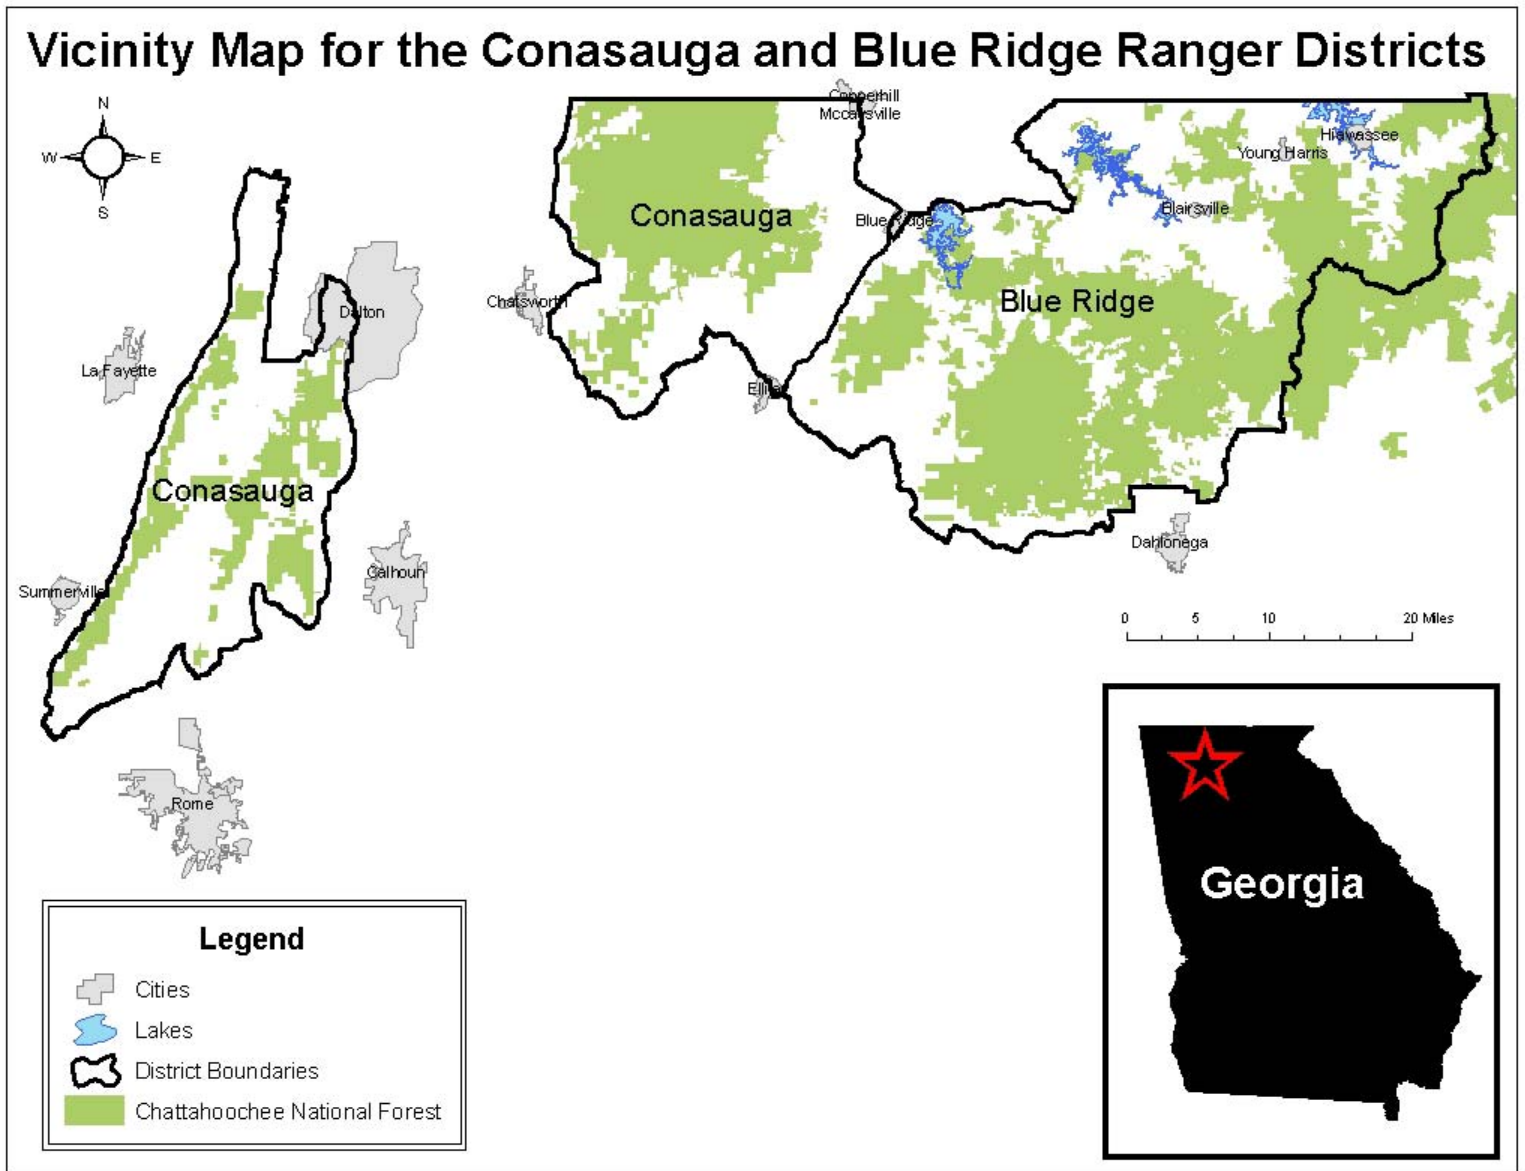 Vicinity Map for the Conasauga and Blue Ridge Ranger Districts
N
W
E
S
Copperhill
Mccaysville
Hiawassee
Young Harris
Blairsville
Conasauga
Blue Ridge
Chatsworth
Blue Ridge
Dalton
La Fayette
Ellijay
Conasauga
Dahlonega
Calhoun
Summerville
0 5 10 20 Miles
Rome
Georgia
Legend
Cities
Lakes
District Boundaries
Chattahoochee National Forest